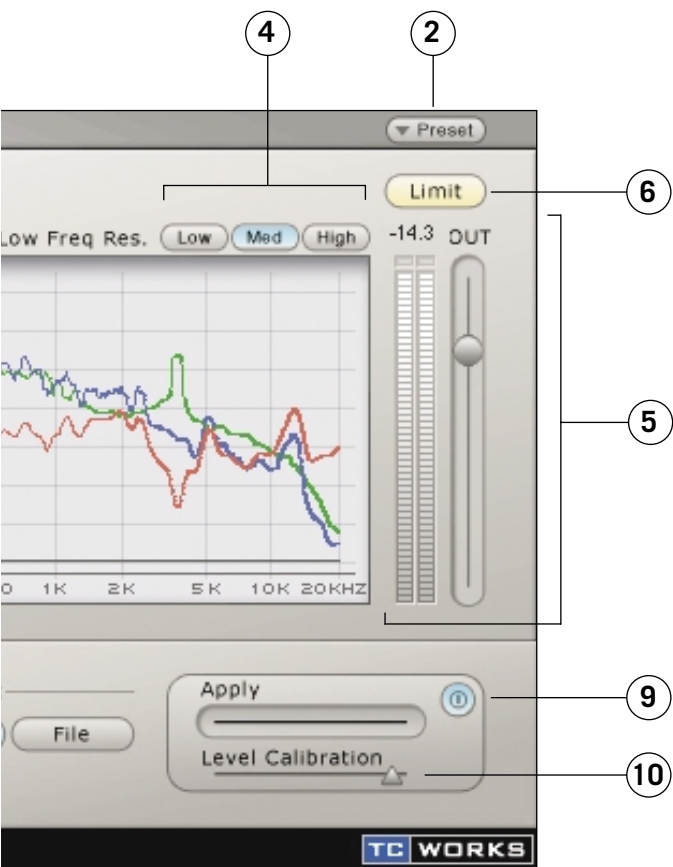 4
2
Preset
Limit
6
Low Freq Res.
Low
Med
High
-14.3
OUT
5
1K
2K
5K
10K
20KHZ
Apply
9
File
Level Calibration
10
TC WORKS